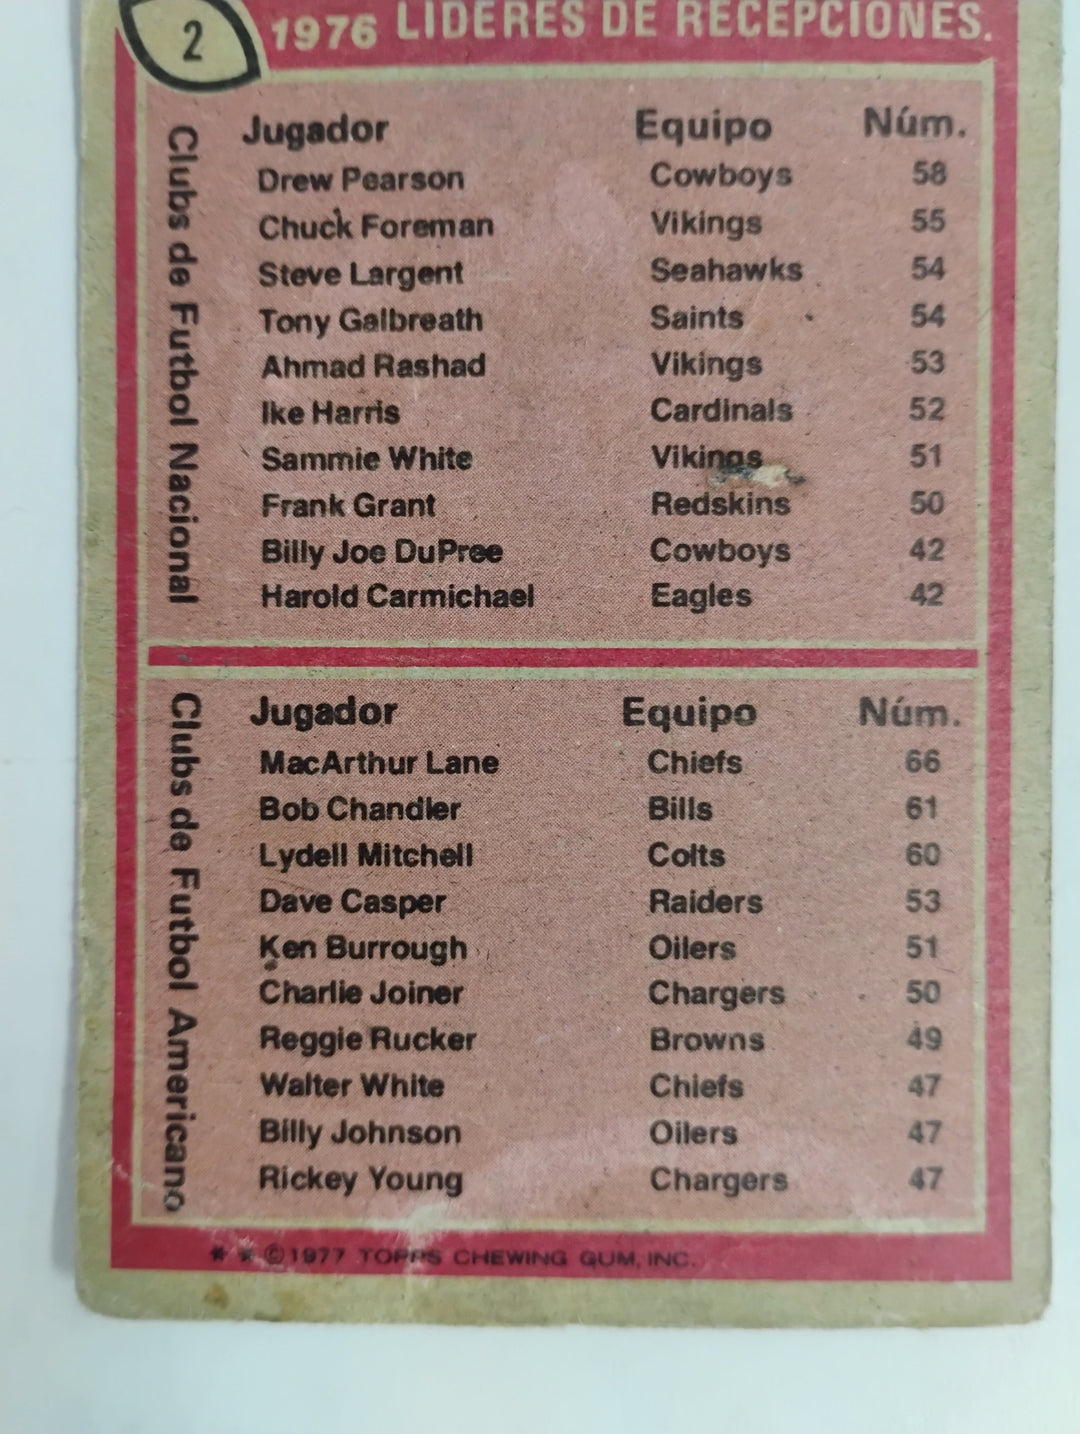 2
1976 LIDERES DE RECEPCIONES.
Clubs de Futbol Nacional
Jugador Equipo Núm.
Drew Pearson Cowboys 58
Chuck Foreman Vikings 55
Steve Largent Seahawks 54
Tony Galbreath Saints 54
Ahmad Rashad Vikings 53
Ike Harris Cardinals 52
Sammie White Vikings 51
Frank Grant Redskins 50
Billy Joe DuPree Cowboys 42
Harold Carmichael Eagles 42
Clubs de Futbol Americano
Jugador Equipo Núm.
MacArthur Lane Chiefs 66
Bob Chandler Bills 61
Lydell Mitchell Colts 60
Dave Casper Raiders 53
Ken Burrough Oilers 51
Charlie Joiner Chargers 50
Reggie Rucker Browns 49
Walter White Chiefs 47
Billy Johnson Oilers 47
Rickey Young Chargers 47
* * ©1977 TOPPS CHEWING GUM, INC.